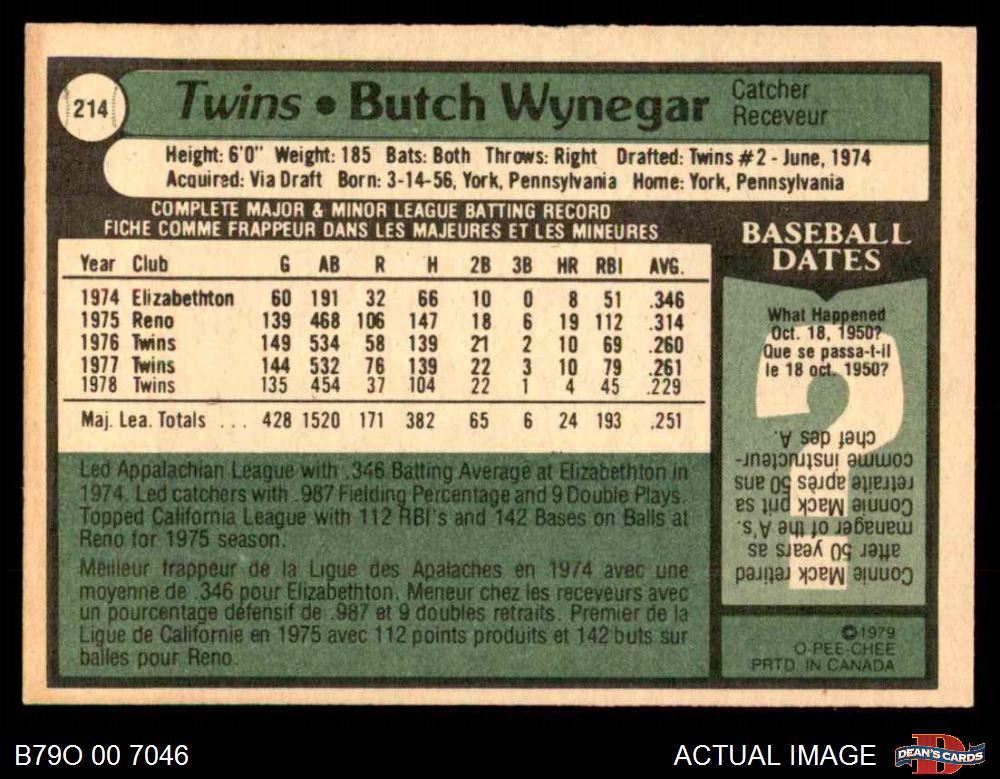 214
Twins • Butch Wynegar
Catcher
Receveur
Height: 6'0" Weight: 185 Bats: Both Throws: Right Drafted: Twins #2 - June, 1974
Acquired: Via Draft Born: 3-14-56, York, Pennsylvania Home: York, Pennsylvania
COMPLETE MAJOR & MINOR LEAGUE BATTING RECORD
FICHE COMME FRAPPEUR DANS LES MAJEURES ET LES MINEURES
Year Club G AB R H 2B 3B HR RBI AVG.
1974 Elizabethton 60 191 32 66 10 0 8 51 .346
1975 Reno 139 468 106 147 18 6 19 112 .314
1976 Twins 149 534 58 139 21 2 10 69 .260
1977 Twins 144 532 76 139 22 3 10 79 .261
1978 Twins 135 454 37 104 22 1 4 45 .229
Maj. Lea. Totals ... 428 1520 171 382 65 6 24 193 .251
Led Appalachian League with .346 Batting Average at Elizabethton in
1974. Led catchers with .987 Fielding Percentage and 9 Double Plays.
Topped California League with 112 RBI's and 142 Bases on Balls at
Reno for 1975 season.
Meilleur frappeur de la Ligue des Apalaches en 1974 avec une
moyenne de .346 pour Elizabethton. Meneur chez les receveurs avec
un pourcentage défensif de .987 et 9 doubles retraits. Premier de la
Ligue de Californie en 1975 avec 112 points produits et 142 buts sur
balles pour Reno.
BASEBALL
DATES
What Happened
Oct. 18, 1950?
Que se passa-t-il
le 18 oct. 1950?
Connie Mack retired
after 50 years as
manager of the A's.
Connie Mack prit sa
retraite après 50 ans
comme instructeur-
chef des A.
©1979
O-PEE-CHEE
PRTD. IN CANADA
B79O 00 7046
ACTUAL IMAGE
DEAN'S CARDS